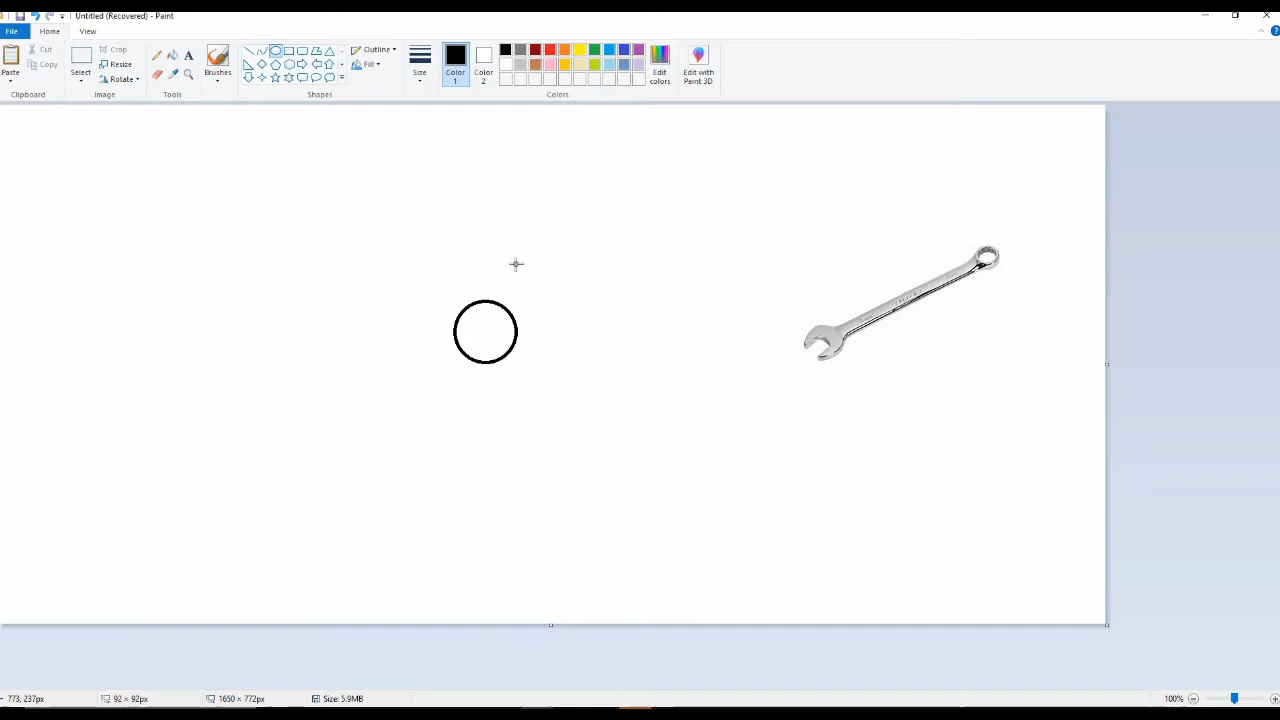 Untitled (Recovered) - Paint
File
Home
View
Paste
Cut
Copy
Clipboard
Select
Crop
Resize
Rotate
Image
Tools
Brushes
Outline
Fill
Shapes
Size
Color 1
Color 2
Edit colors
Colors
Edit with Paint 3D
773, 237px
92 × 92px
1650 × 772px
Size: 5.9MB
100%